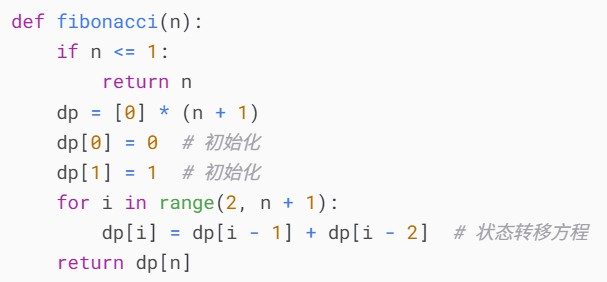 def fibonacci(n):
    if n <= 1:
        return n
    dp = [0] * (n + 1)
    dp[0] = 0  # 初始化
    dp[1] = 1  # 初始化
    for i in range(2, n + 1):
        dp[i] = dp[i - 1] + dp[i - 2]  # 状态转移方程
    return dp[n]